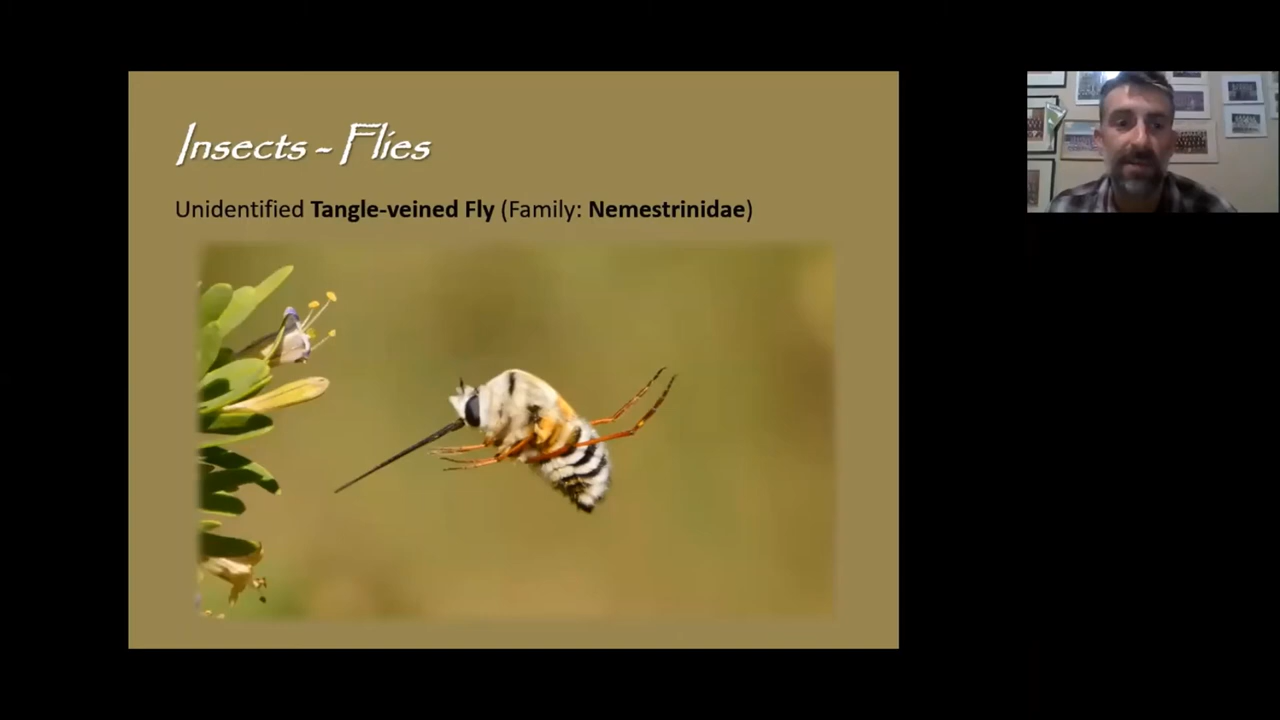 Insects - Flies
Unidentified Tangle-veined Fly (Family: Nemestrinidae)